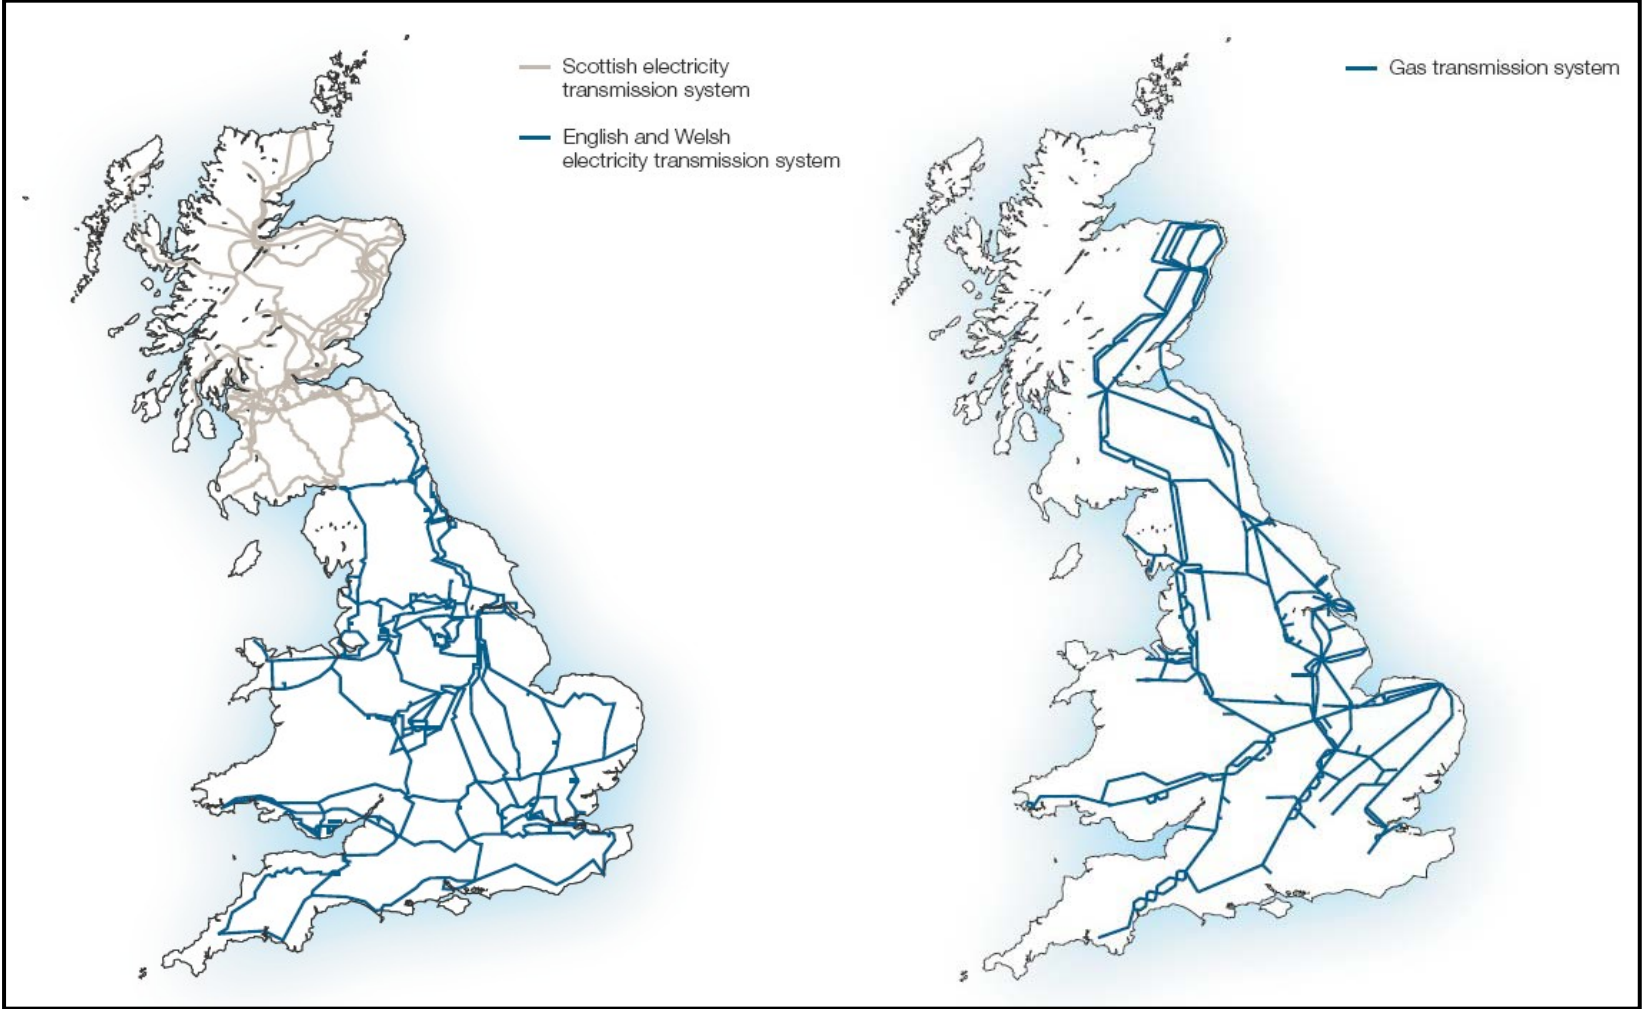 Scottish electricity
transmission system
English and Welsh
electricity transmission system
Gas transmission system